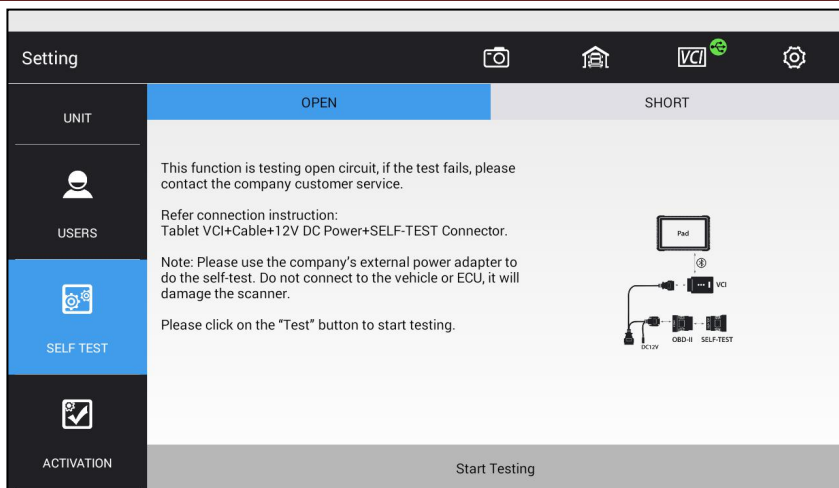 Setting
VCI
UNIT
USERS
SELF TEST
ACTIVATION
OPEN
SHORT
This function is testing open circuit, if the test fails, please
contact the company customer service.
Refer connection instruction:
Tablet VCI+Cable+12V DC Power+SELF-TEST Connector.
Note: Please use the company’s external power adapter to
do the self-test. Do not connect to the vehicle or ECU, it will
damage the scanner.
Please click on the “Test” button to start testing.
Pad
VCI
DC12V
OBD-II SELF-TEST
Start Testing